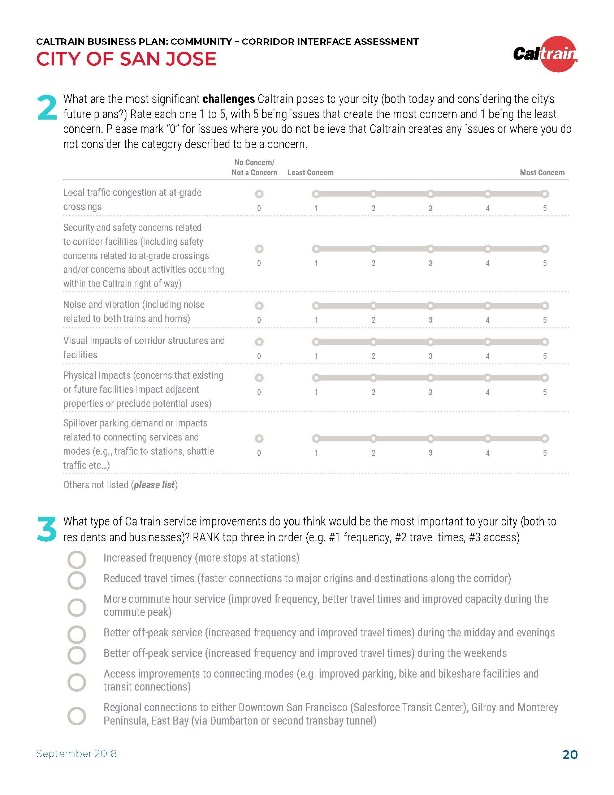 CALTRAIN BUSINESS PLAN: COMMUNITY – CORRIDOR INTERFACE ASSESSMENT
CITY OF SAN JOSE
Caltrain
2 What are the most significant challenges Caltrain poses to your city (both today and considering the city's
future plans?) Rate each one 1 to 5, with 5 being issues that create the most concern and 1 being the least
concern. Please mark "0" for issues where you do not believe that Caltrain creates any issues or where you do
not consider the category described to be a concern.
No Concern/
Not a Concern Least Concern Most Concern
Local traffic congestion at at-grade
crossings
0 1 2 3 4 5
Security and safety concerns related
to corridor facilities (including safety
concerns related to at-grade crossings
and/or concerns about activities occurring
within the Caltrain right of way)
0 1 2 3 4 5
Noise and vibration (including noise
related to both trains and horns)
0 1 2 3 4 5
Visual impacts of corridor structures and
facilities
0 1 2 3 4 5
Physical impacts (concerns that existing
or future facilities impact adjacent
properties or preclude potential uses)
0 1 2 3 4 5
Spillover parking demand or impacts
related to connecting services and
modes (e.g., traffic to stations, shuttle
traffic etc…)
0 1 2 3 4 5
Others not listed (please list)
3 What type of Caltrain service improvements do you think would be the most important to your city (both to
residents and businesses)? RANK top three in order (e.g. #1 frequency, #2 travel times, #3 access)
Increased frequency (more stops at stations)
Reduced travel times (faster connections to major origins and destinations along the corridor)
More commute hour service (improved frequency, better travel times and improved capacity during the
commute peak)
Better off-peak service (increased frequency and improved travel times) during the midday and evenings
Better off-peak service (increased frequency and improved travel times) during the weekends
Access improvements to connecting modes (e.g. improved parking, bike and bikeshare facilities and
transit connections)
Regional connections to either Downtown San Francisco (Salesforce Transit Center), Gilroy and Monterey
Peninsula, East Bay (via Dumbarton or second transbay tunnel)
September 2018
20